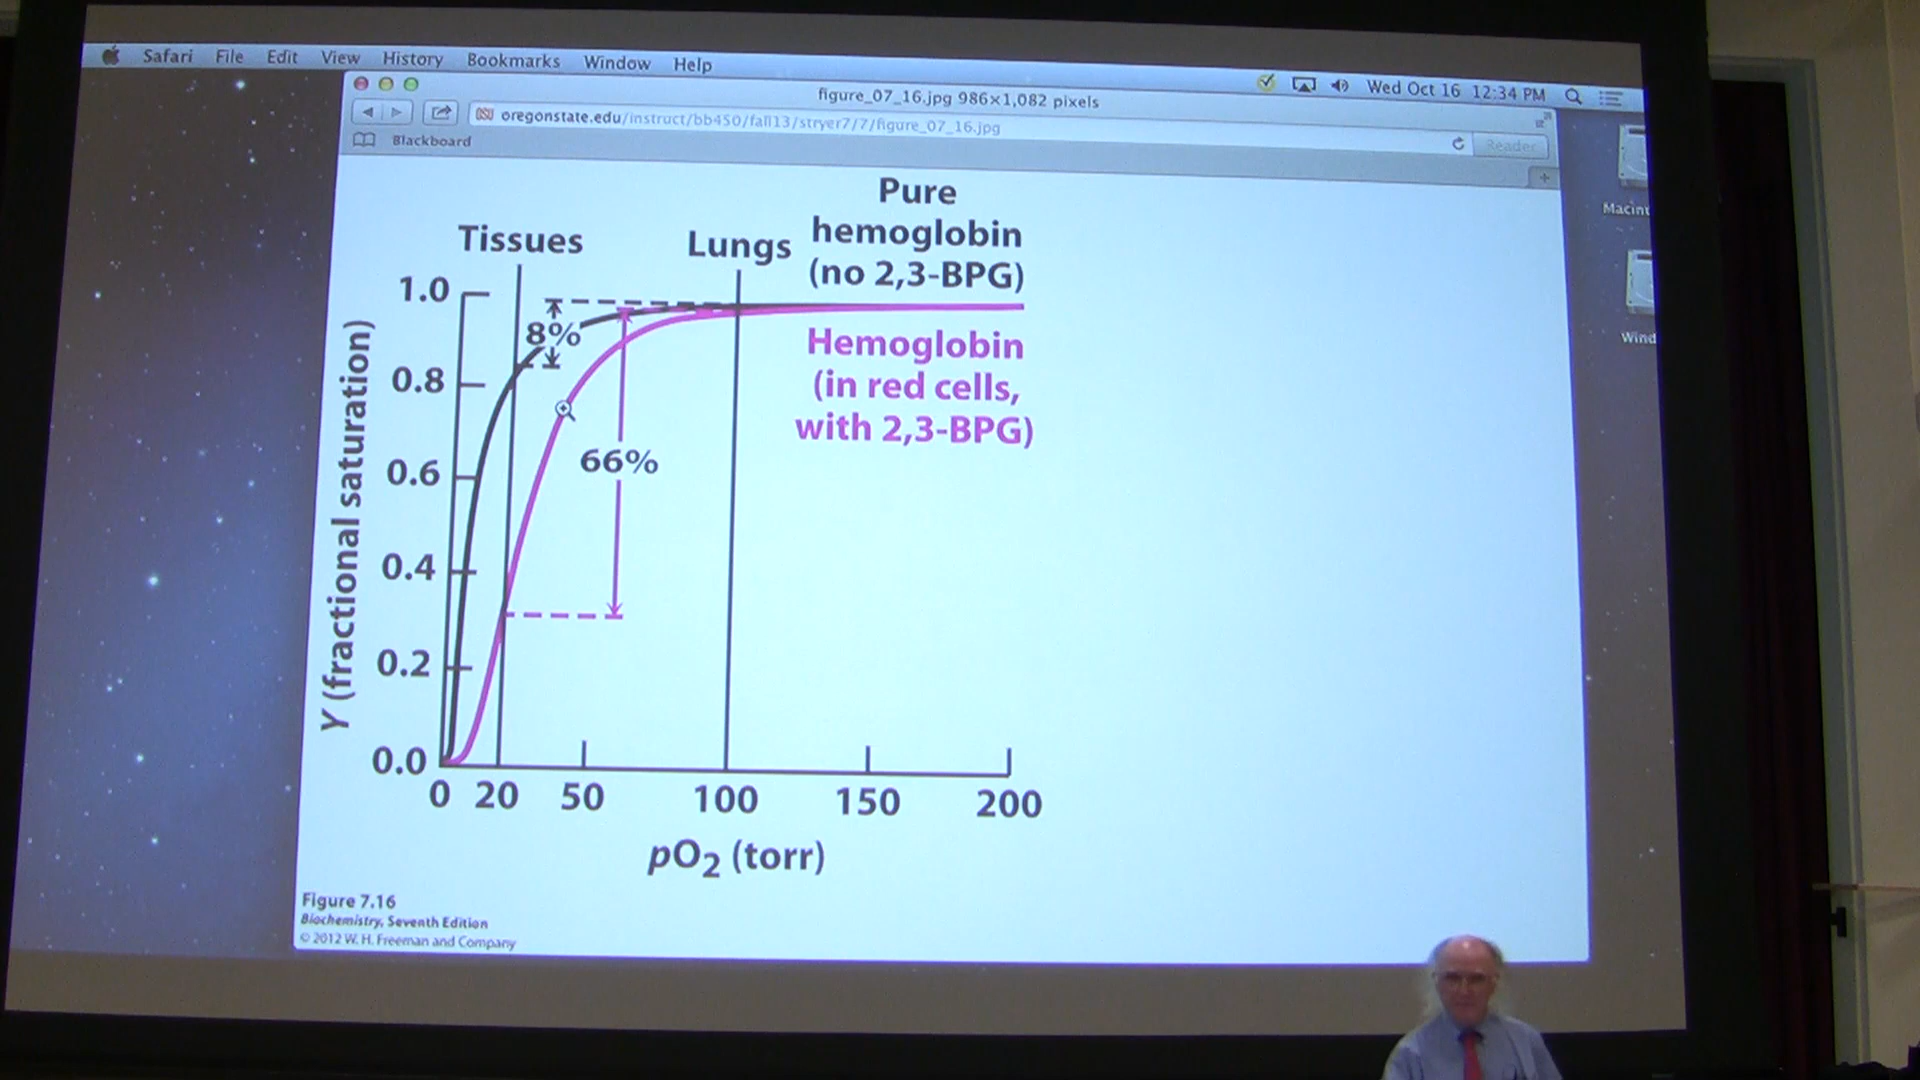 Safari File Edit View History Bookmarks Window Help
Wed Oct 16 12:34 PM
figure_07_16.jpg 986×1,082 pixels
oregonstate.edu/instruct/bb450/fall13/stryer7/7/figure_07_16.jpg
Reader
Blackboard
Macint
Wind
Pure
hemoglobin
(no 2,3-BPG)
Tissues
Lungs
Hemoglobin
(in red cells,
with 2,3-BPG)
8%
66%
Y (fractional saturation)
1.0
0.8
0.6
0.4
0.2
0.0
0 20 50 100 150 200
pO2 (torr)
Figure 7.16
Biochemistry, Seventh Edition
© 2012 W. H. Freeman and Company